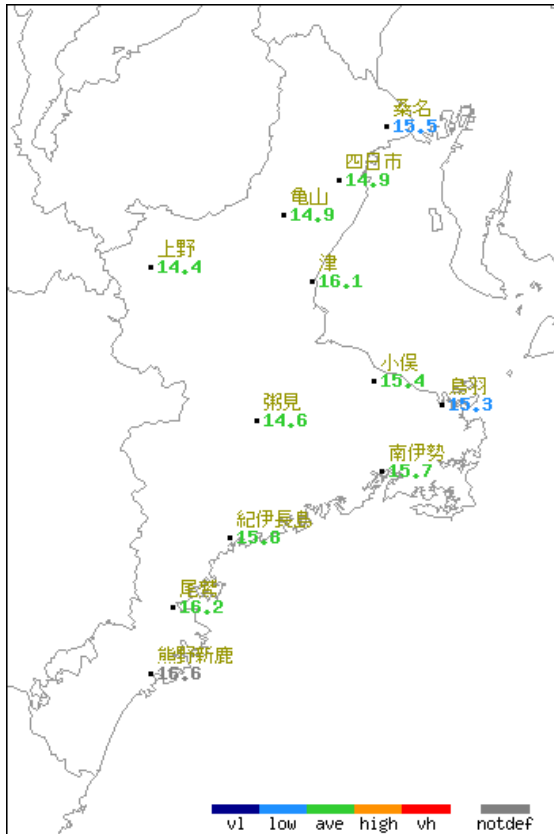 桑名
15.5
四日市
14.9
亀山
14.9
上野
14.4
津
16.1
小俣
15.4
鳥羽
15.3
粥見
14.6
南伊勢
15.7
紀伊長島
15.8
尾鷲
16.2
熊野新鹿
16.6
vl low ave high vh notdef